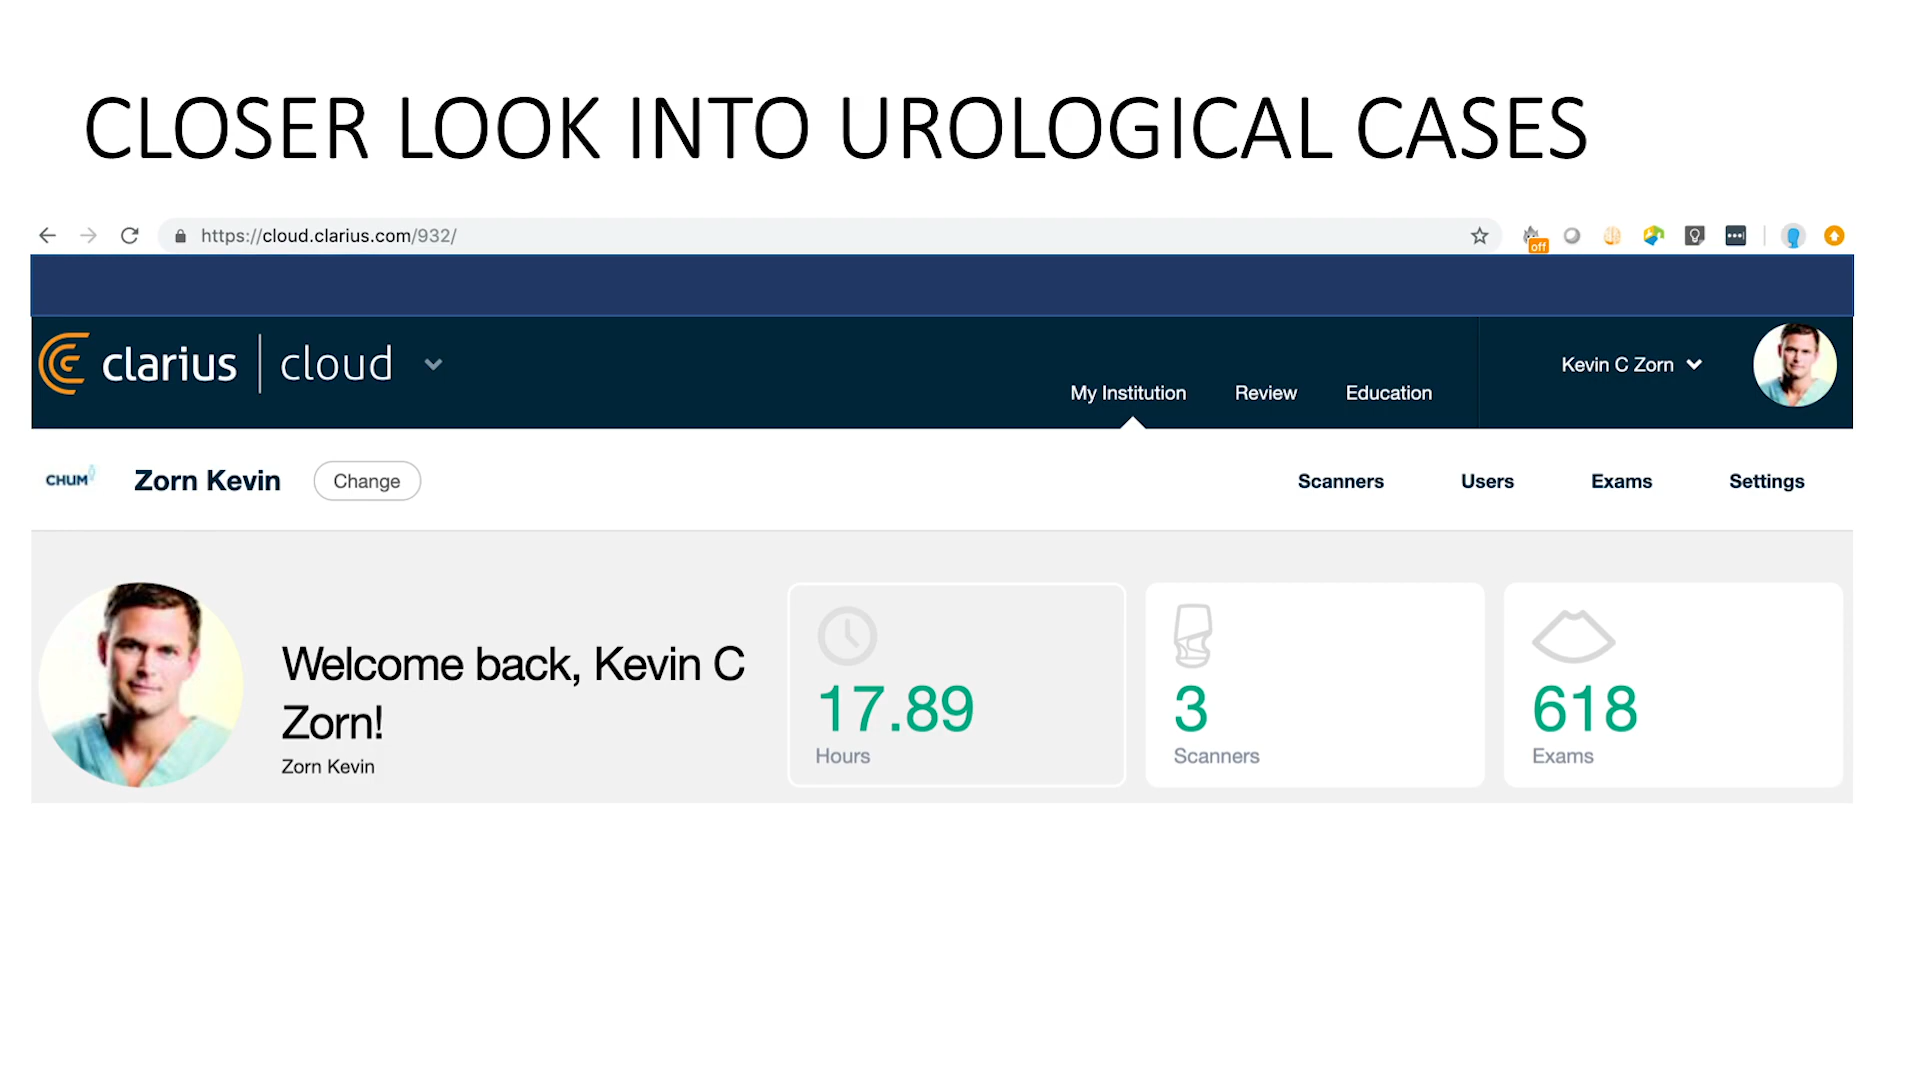 CLOSER LOOK INTO UROLOGICAL CASES
https://cloud.clarius.com/932/
off
clarius | cloud
My Institution Review Education
Kevin C Zorn
CHUM
Zorn Kevin
Change
Scanners Users Exams Settings
Welcome back, Kevin C
Zorn!
Zorn Kevin
17.89
Hours
3
Scanners
618
Exams